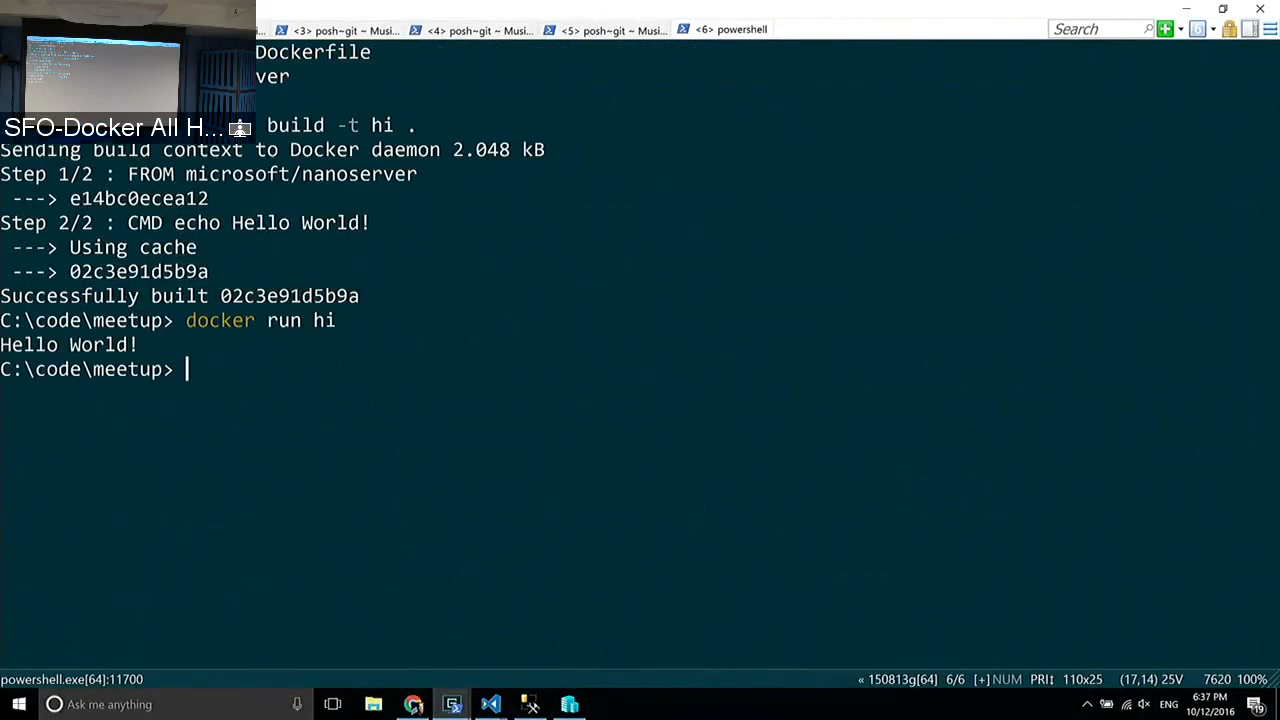 <3> posh~git ~ Musi...
<4> posh~git ~ Musi...
<5> posh~git ~ Musi...
<6> powershell
Search
Dockerfile
ver
SFO-Docker All H...
build -t hi .
Sending build context to Docker daemon 2.048 kB
Step 1/2 : FROM microsoft/nanoserver
---> e14bc0ecea12
Step 2/2 : CMD echo Hello World!
---> Using cache
---> 02c3e91d5b9a
Successfully built 02c3e91d5b9a
C:\code\meetup> docker run hi
Hello World!
C:\code\meetup>
powershell.exe[64]:11700
« 150813g[64] 6/6 [+] NUM PRI↕ 110x25 (17,14) 25V 7620 100%
Ask me anything
ENG
6:37 PM
10/12/2016
19